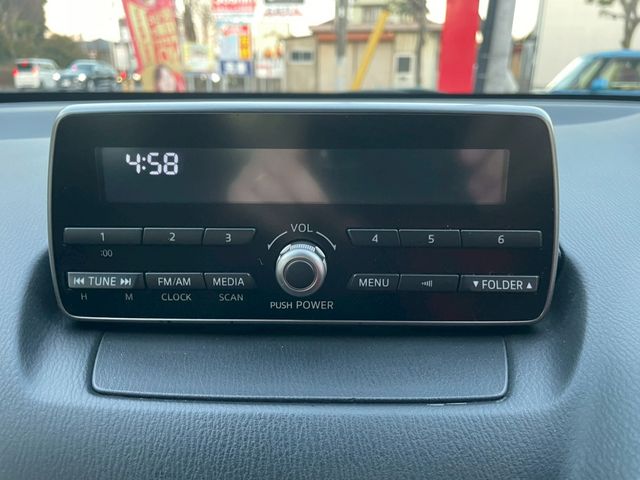 4:58
VOL
1 2 3 4 5 6
:00
TUNE FM/AM MEDIA MENU FOLDER
H M CLOCK SCAN PUSH POWER